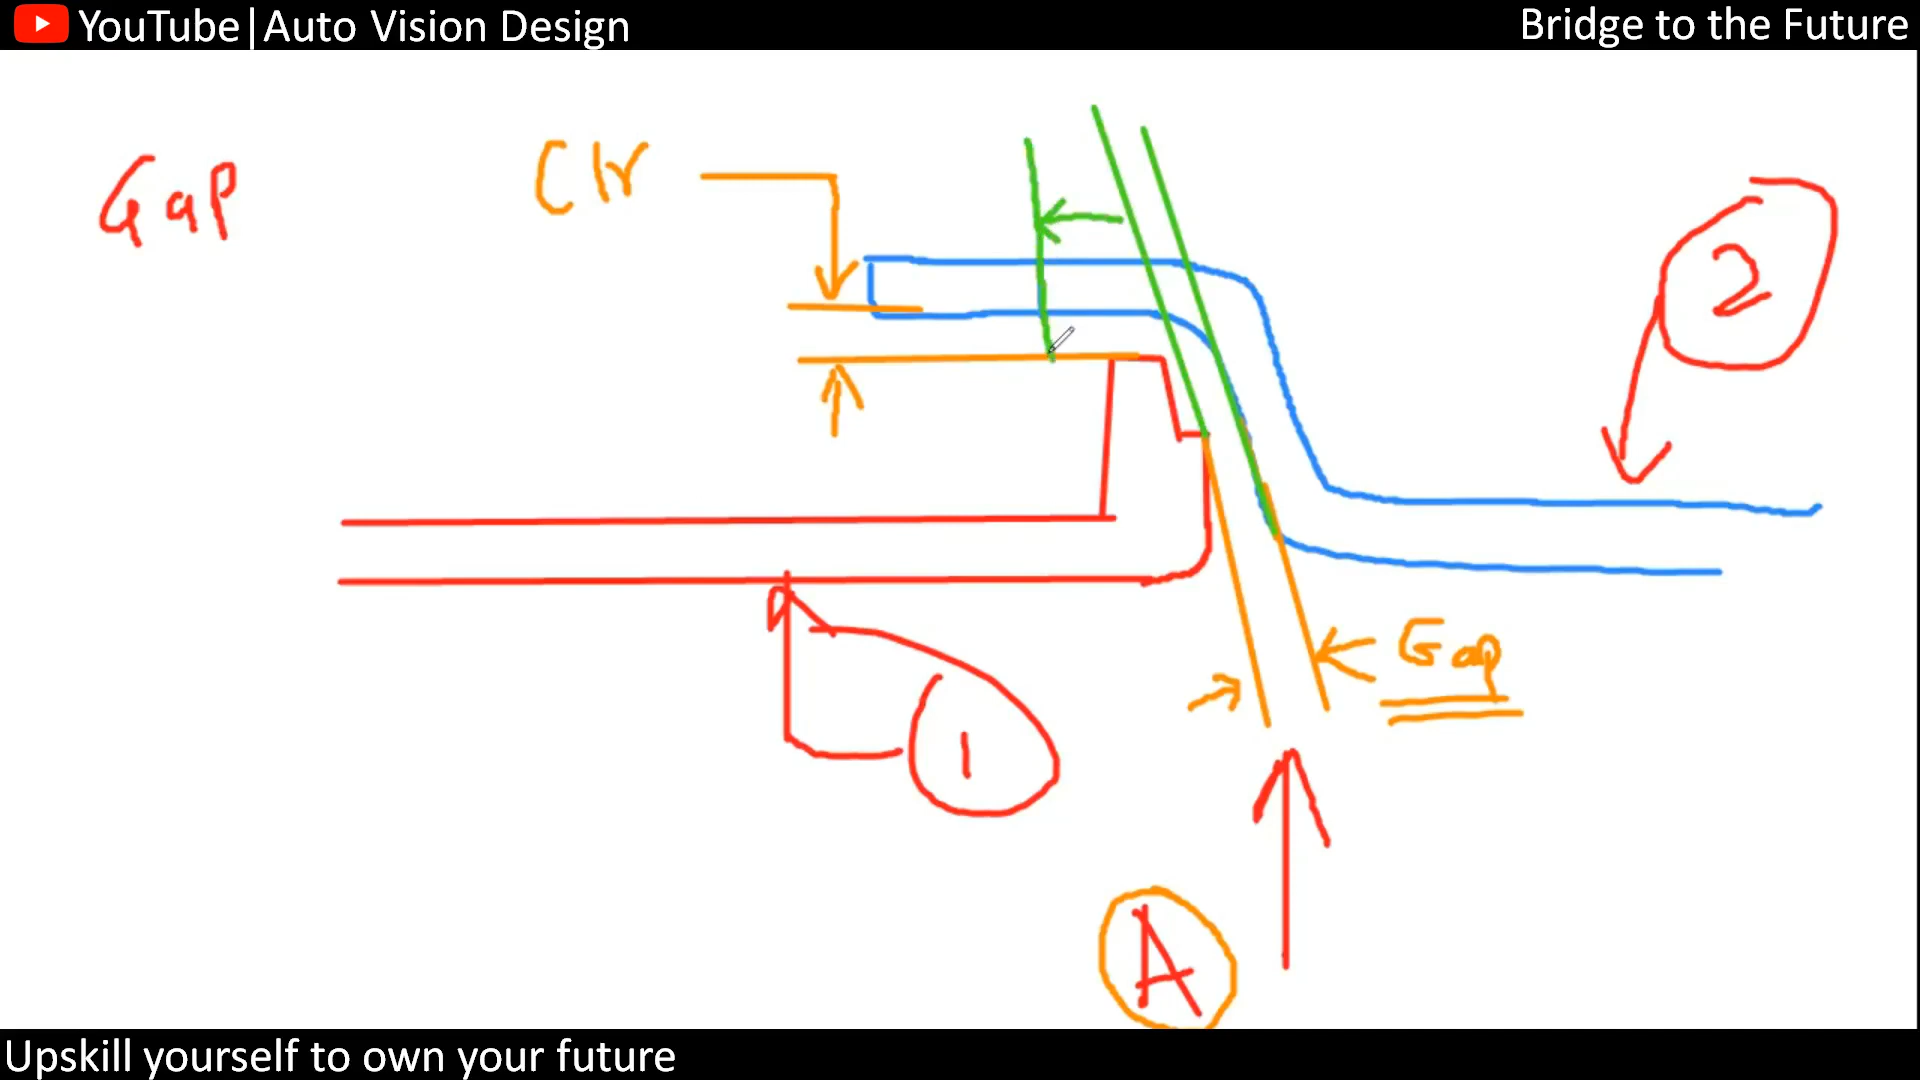 YouTube|Auto Vision Design
Bridge to the Future
Gap
Clr
2
Gap
1
A
Upskill yourself to own your future